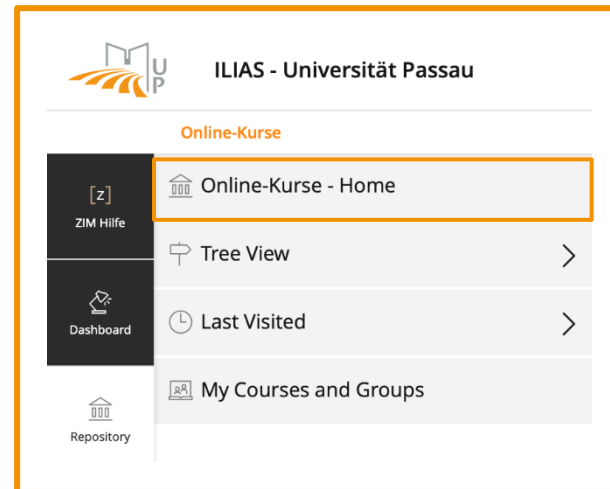 U
P
ILIAS - Universität Passau
Online-Kurse
[z]
ZIM Hilfe
Dashboard
Repository
Online-Kurse - Home
Tree View
Last Visited
My Courses and Groups